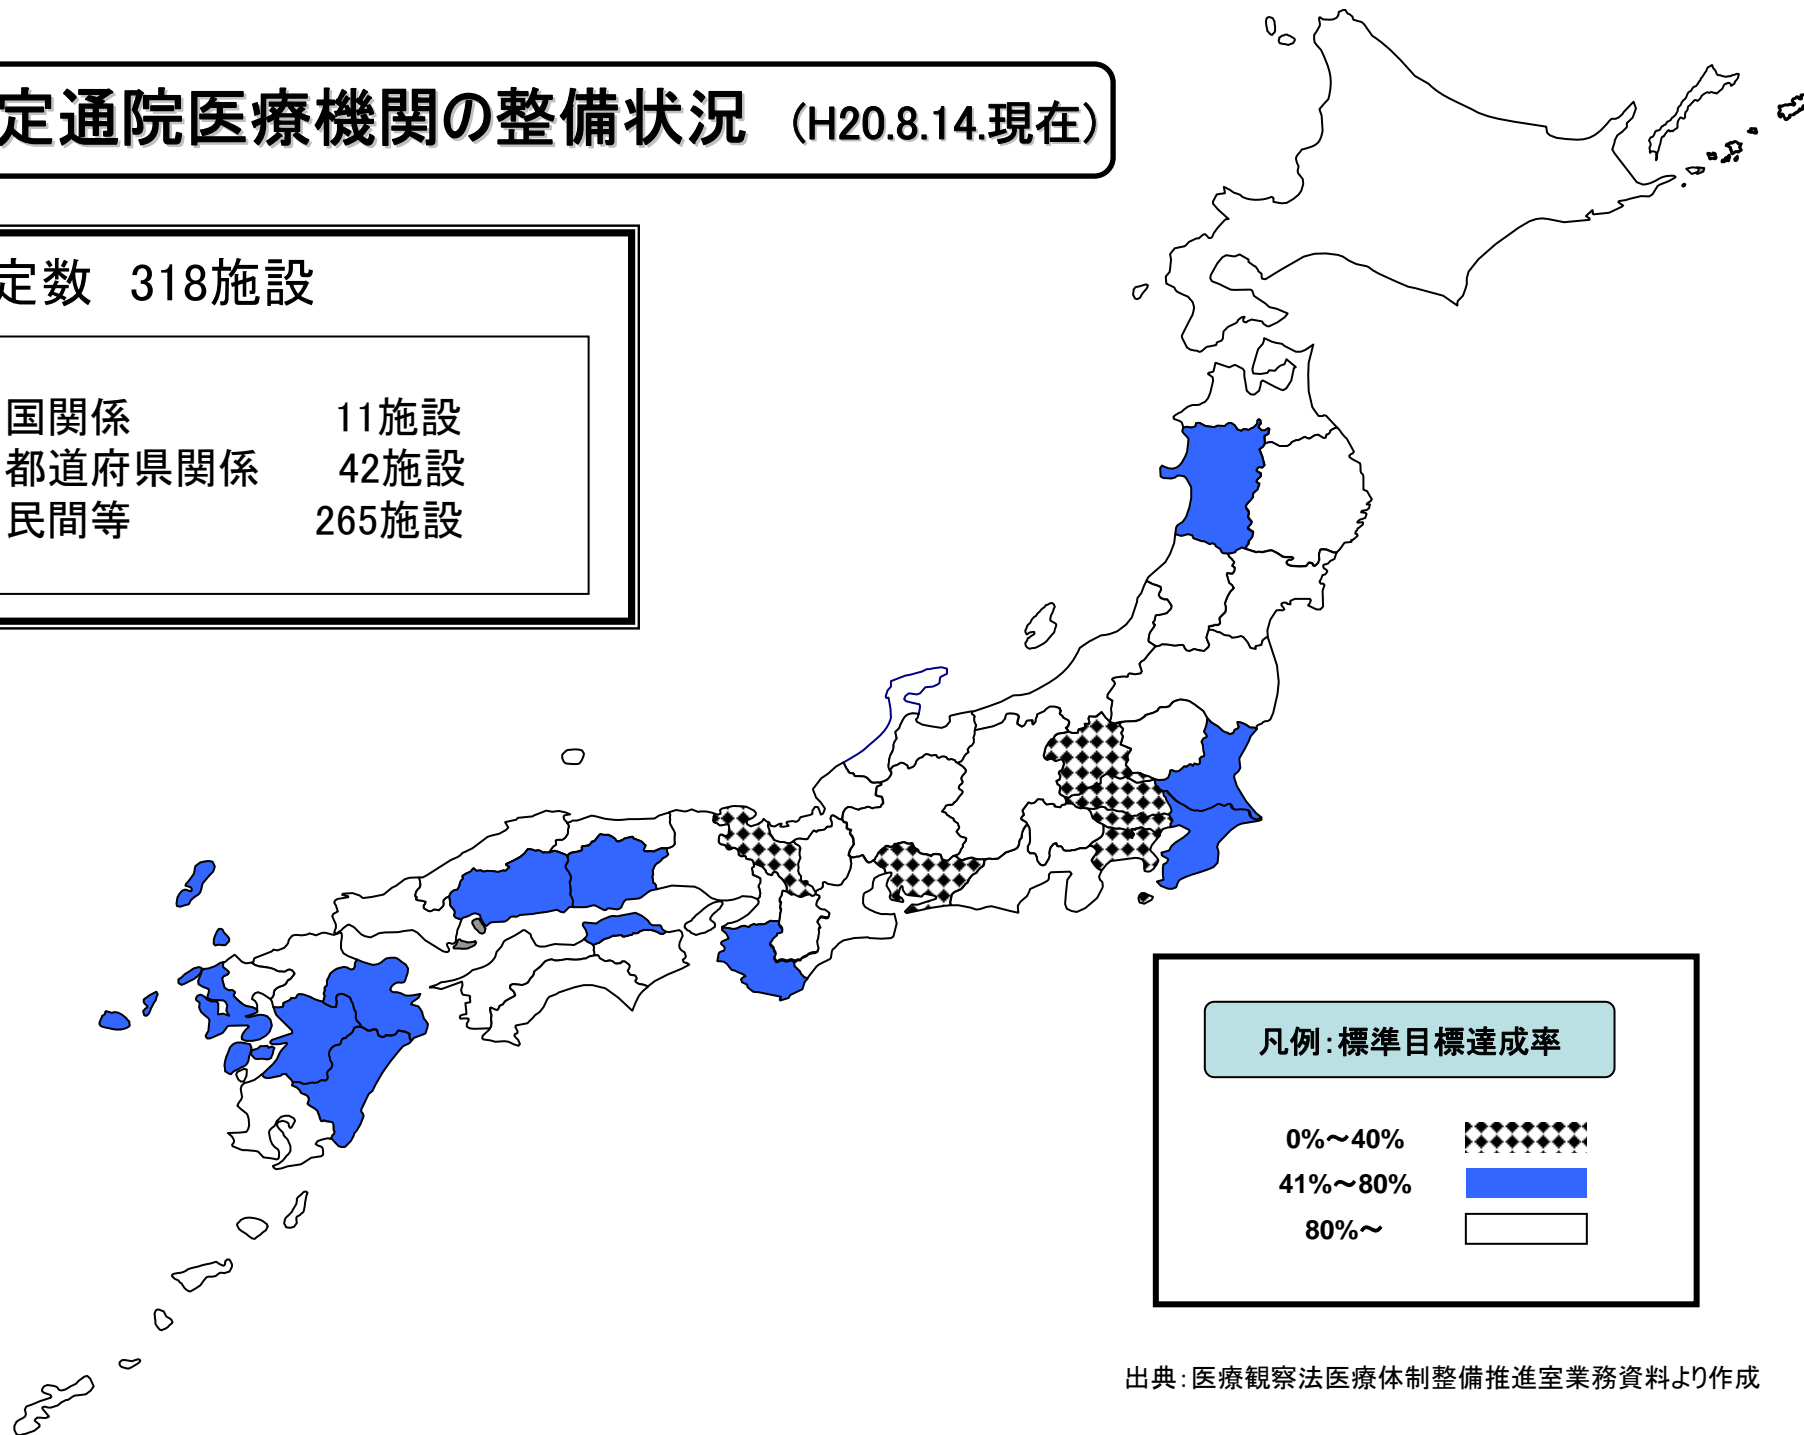 定通院医療機関の整備状況 (H20.8.14.現在)
定数 318施設
国関係 11施設
都道府県関係 42施設
民間等 265施設
凡例:標準目標達成率
0%～40%
41%～80%
80%～
出典:医療観察法医療体制整備推進室業務資料より作成